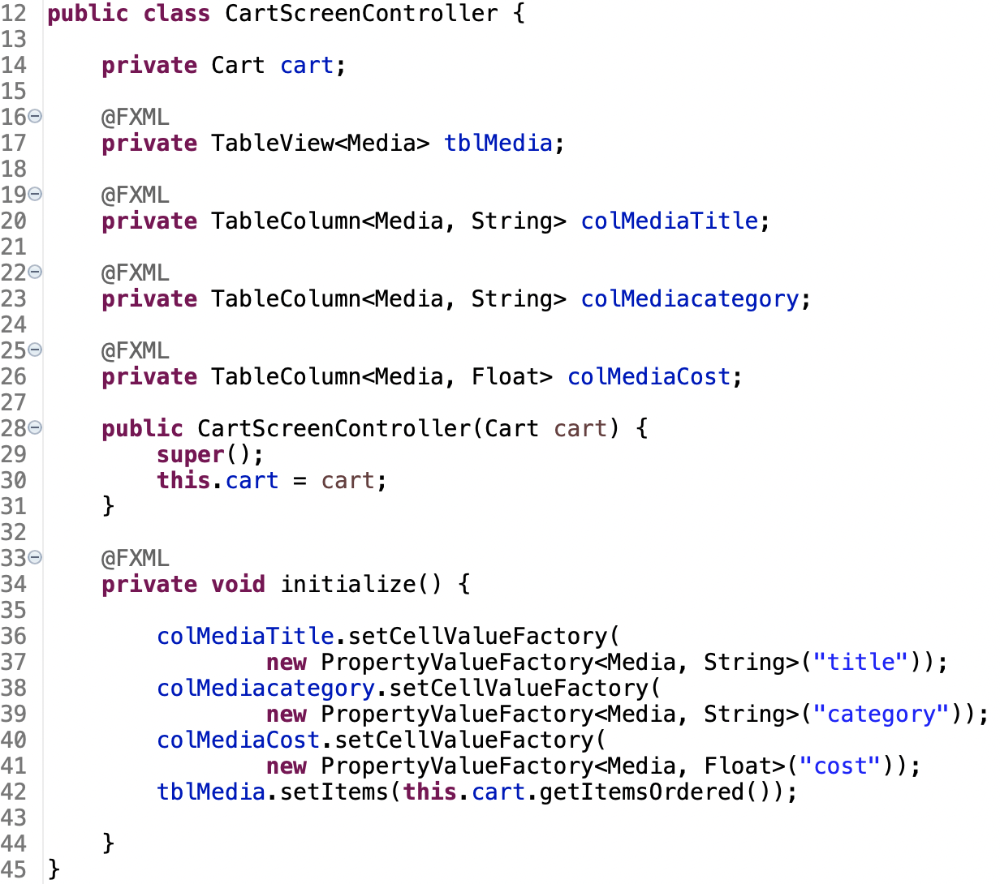 12 public class CartScreenController {
13
14     private Cart cart;
15
16     @FXML
17     private TableView<Media> tblMedia;
18
19     @FXML
20     private TableColumn<Media, String> colMediaTitle;
21
22     @FXML
23     private TableColumn<Media, String> colMediacategory;
24
25     @FXML
26     private TableColumn<Media, Float> colMediaCost;
27
28     public CartScreenController(Cart cart) {
29         super();
30         this.cart = cart;
31     }
32
33     @FXML
34     private void initialize() {
35
36         colMediaTitle.setCellValueFactory(
37                 new PropertyValueFactory<Media, String>("title"));
38         colMediacategory.setCellValueFactory(
39                 new PropertyValueFactory<Media, String>("category"));
40         colMediaCost.setCellValueFactory(
41                 new PropertyValueFactory<Media, Float>("cost"));
42         tblMedia.setItems(this.cart.getItemsOrdered());
43
44     }
45 }